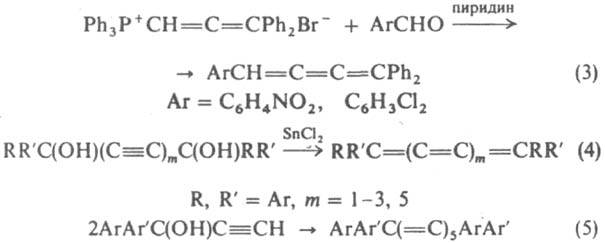 Ph₃P⁺CH=C=CPh₂Br⁻ + ArCHO пиридин ⟶
→ ArCH=C=C=CPh₂ (3)
Ar = C₆H₄NO₂, C₆H₃Cl₂
RR′C(OH)(C≡C)ₘC(OH)RR′ SnCl₂ ⟶ RR′C=(C=C)ₘ=CRR′ (4)
R, R′ = Ar, m = 1–3, 5
2ArAr′C(OH)C≡CH → ArAr′C(=C)₅ArAr′ (5)